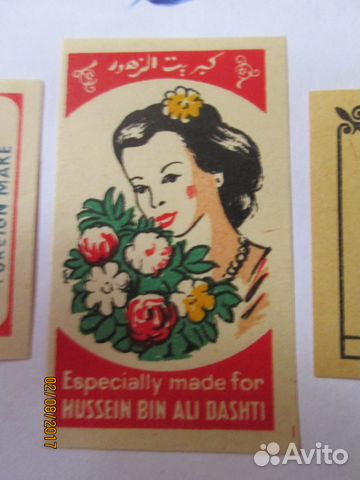 كبريت الزهور
FOREIGN MAKE
Especially made for
HUSSEIN BIN ALI DASHTI
02/08/2017
Avito